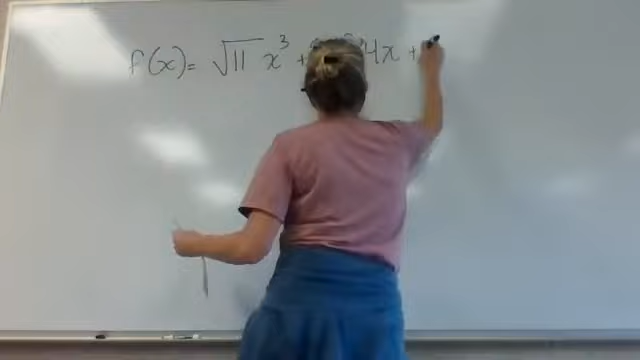 f(x) = √11 x³ + 4x +